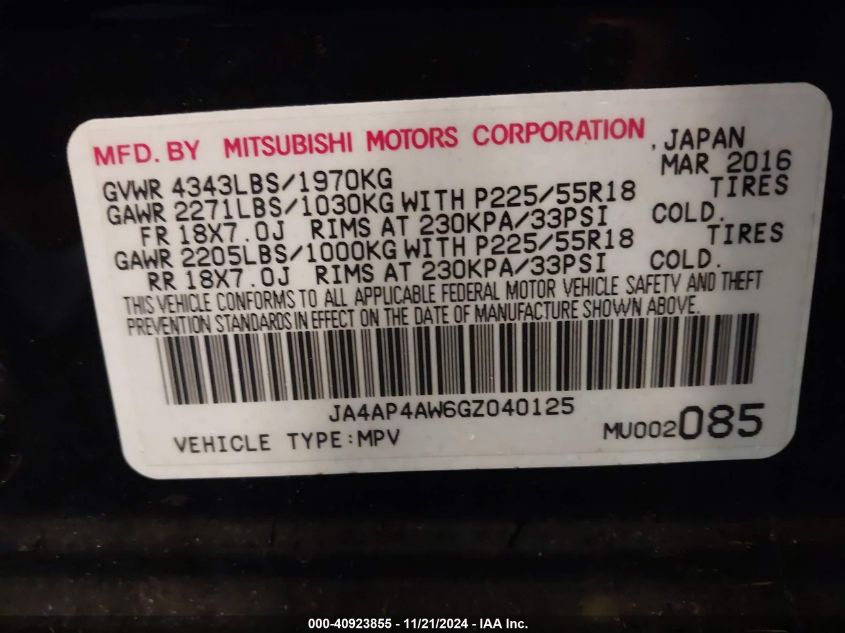 MFD. BY MITSUBISHI MOTORS CORPORATION, JAPAN
GVWR 4343LBS/1970KG MAR 2016
GAWR 2271LBS/1030KG WITH P225/55R18 TIRES
FR 18X7.0J RIMS AT 230KPA/33PSI COLD.
GAWR 2205LBS/1000KG WITH P225/55R18 TIRES
RR 18X7.0J RIMS AT 230KPA/33PSI COLD.
THIS VEHICLE CONFORMS TO ALL APPLICABLE FEDERAL MOTOR VEHICLE SAFETY AND THEFT
PREVENTION STANDARDS IN EFFECT ON THE DATE OF MANUFACTURE SHOWN ABOVE.
JA4AP4AW6GZ040125
VEHICLE TYPE:MPV MU002085
000-40923855 - 11/21/2024 - IAA Inc.